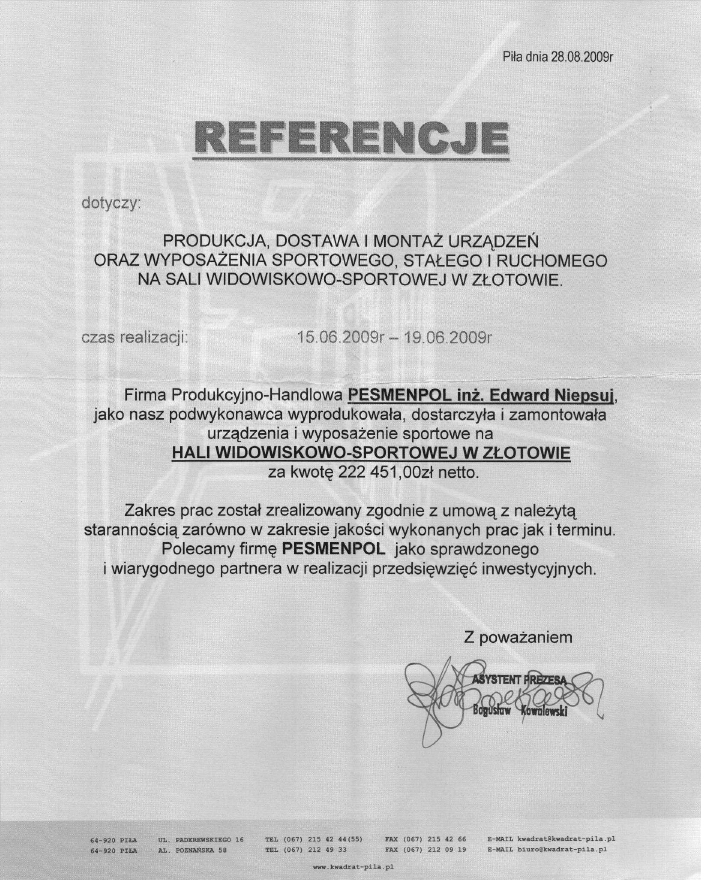 Piła dnia 28.08.2009r
REFERENCJE
dotyczy:
PRODUKCJA, DOSTAWA I MONTAŻ URZĄDZEŃ
ORAZ WYPOSAŻENIA SPORTOWEGO, STAŁEGO I RUCHOMEGO
NA SALI WIDOWISKOWO-SPORTOWEJ W ZŁOTOWIE.
czas realizacji: 15.06.2009r – 19.06.2009r
Firma Produkcyjno-Handlowa PESMENPOL inż. Edward Niepsuj,
jako nasz podwykonawca wyprodukowała, dostarczyła i zamontowała
urządzenia i wyposażenie sportowe na
HALI WIDOWISKOWO-SPORTOWEJ W ZŁOTOWIE
za kwotę 222 451,00zł netto.
Zakres prac został zrealizowany zgodnie z umową z należytą
starannością zarówno w zakresie jakości wykonanych prac jak i terminu.
Polecamy firmę PESMENPOL jako sprawdzonego
i wiarygodnego partnera w realizacji przedsięwzięć inwestycyjnych.
Z poważaniem
ASYSTENT PREZESA
Bogusław Kowalewski
64-920 PIŁA UL. PADEREWSKIEGO 16 TEL (067) 215 42 44(55) FAX (067) 215 42 66 E-MAIL kwadrat@kwadrat-pila.pl
64-920 PIŁA AL. POZNAŃSKA 58 TEL (067) 212 49 33 FAX (067) 212 09 19 E-MAIL biuro@kwadrat-pila.pl
www.kwadrat-pila.pl